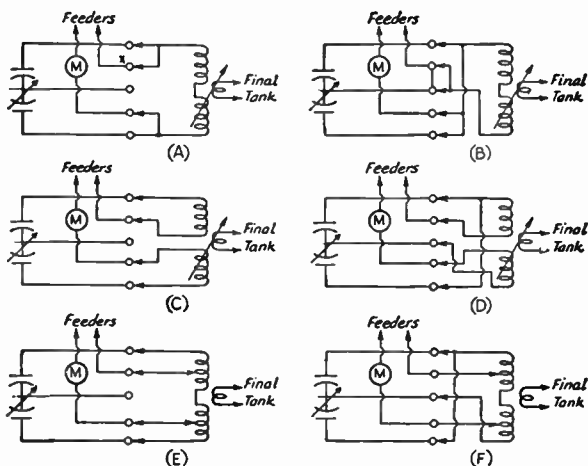 Feeders
M
x
Final
Tank
(A)
Feeders
M
Final
Tank
(B)
Feeders
M
Final
Tank
(C)
Feeders
M
Final
Tank
(D)
Feeders
M
Final
Tank
(E)
Feeders
M
Final
Tank
(F)